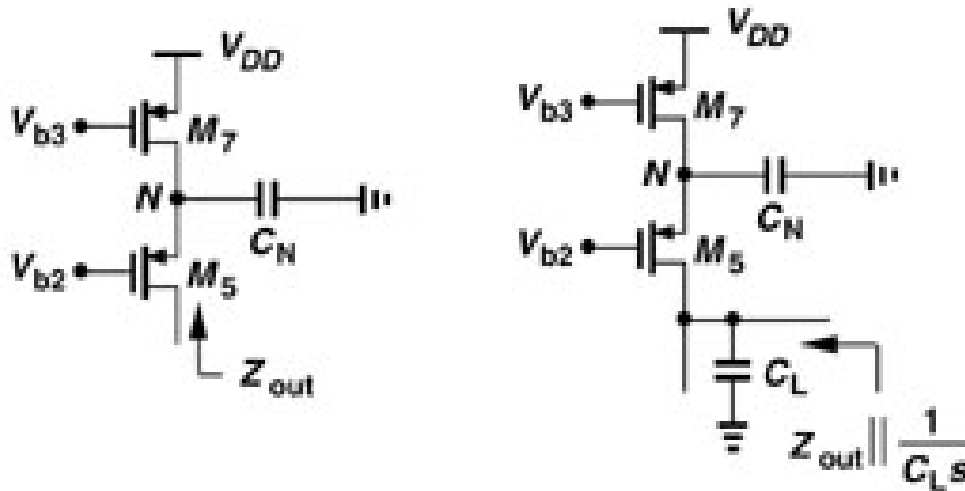 V_DD
V_b3
M_7
N
C_N
V_b2
M_5
Z_out
V_DD
V_b3
M_7
N
C_N
V_b2
M_5
C_L
Z_out || 1
C_L s